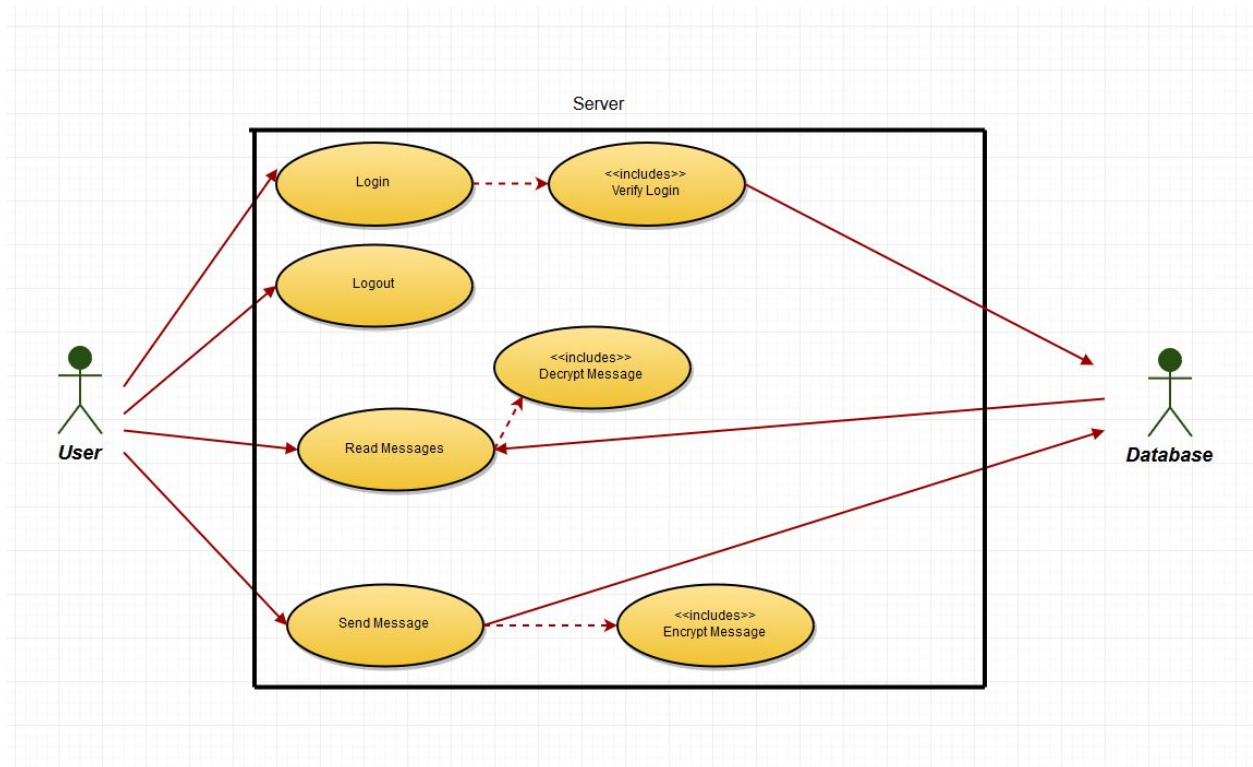 Server
Login
<<includes>>
Verify Login
Logout
<<includes>>
Decrypt Message
Read Messages
User
Database
Send Message
<<includes>>
Encrypt Message